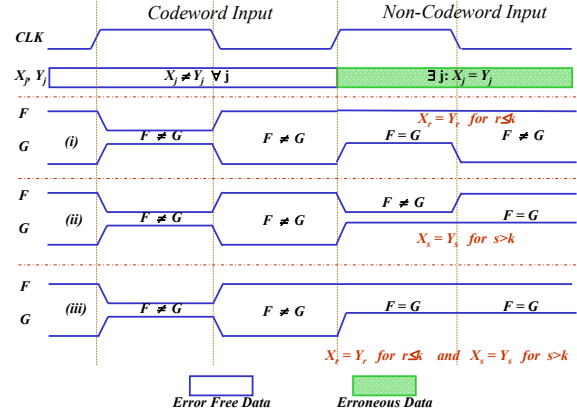 Codeword Input Non-Codeword Input
CLK
Xj, Yj Xj ≠ Yj ∀ j ∃ j: Xj = Yj
F Xr = Yr for r≤k
G (i) F ≠ G F ≠ G F = G F ≠ G
F
G (ii) F ≠ G F ≠ G F ≠ G F = G
Xs = Ys for s>k
F
G (iii) F ≠ G F ≠ G F = G F = G
Xr = Yr for r≤k and Xs = Ys for s>k
Error Free Data Erroneous Data